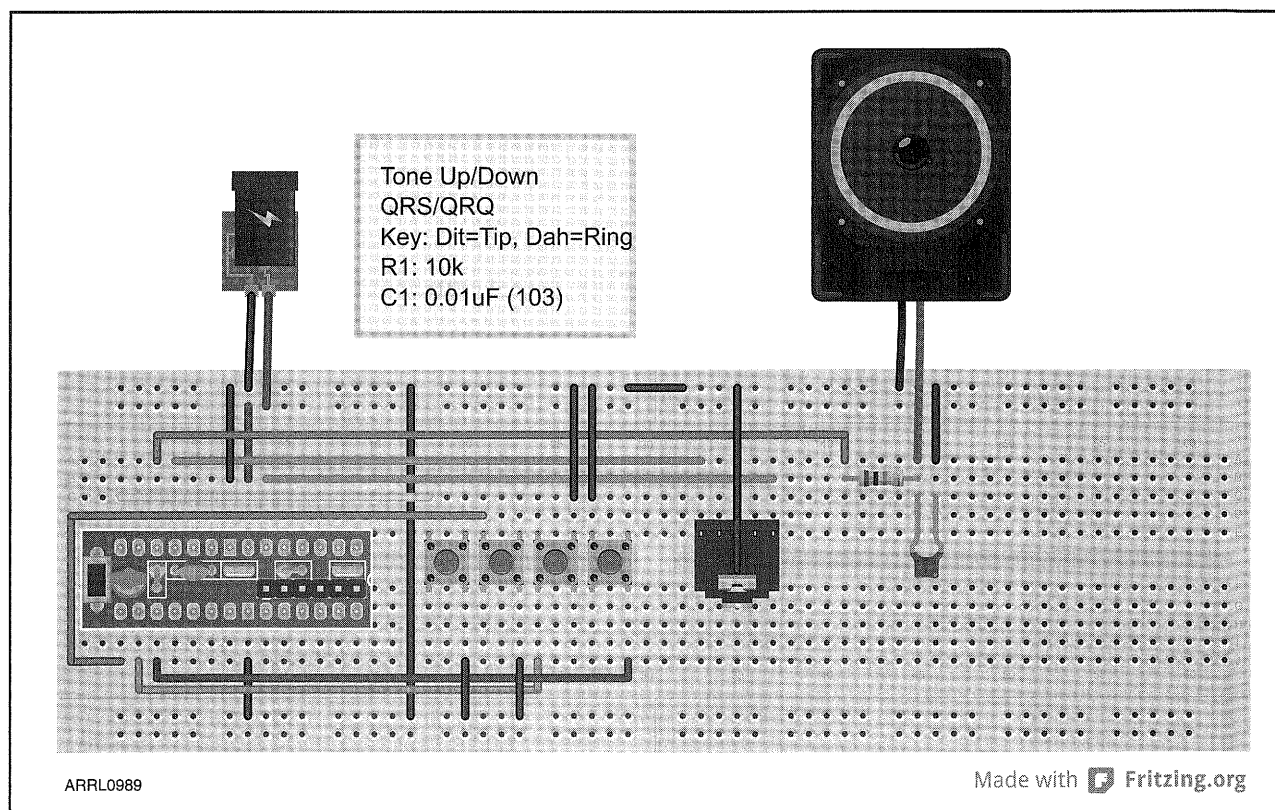 Tone Up/Down
QRS/QRQ
Key: Dit=Tip, Dah=Ring
R1: 10k
C1: 0.01uF (103)
ARRL0989
Made with Fritzing.org